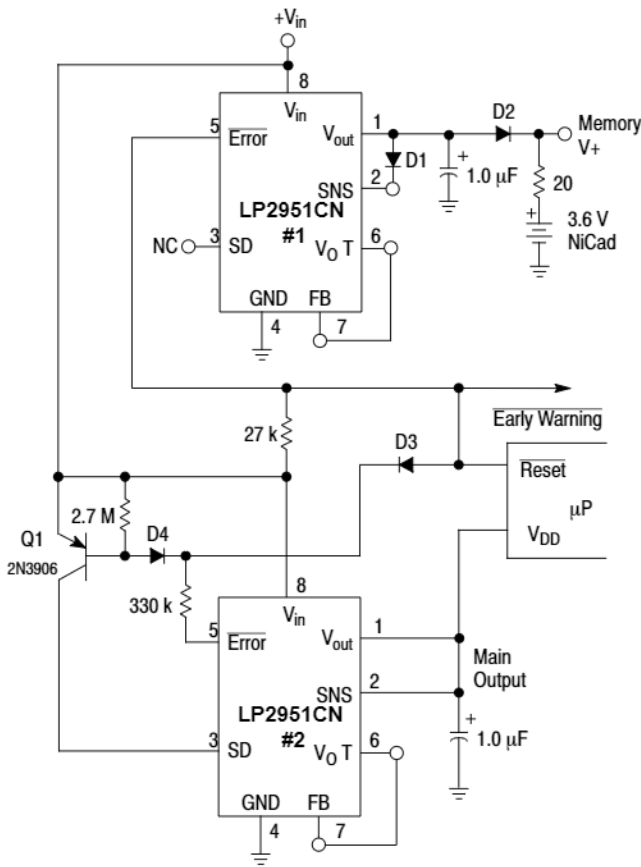 +Vin
8
Vin
5
Error
Vout
1
D2
Memory
V+
D1
+
1.0 µF
SNS
2
20
LP2951CN
#1
+
3.6 V
NiCad
NC
3
SD
VO T
6
GND
FB
4
7
27 k
Early Warning
D3
Reset
µP
VDD
2.7 M
D4
Q1
2N3906
330 k
8
Vin
5
Error
Vout
1
Main
Output
SNS
2
LP2951CN
#2
3
SD
VO T
6
+
1.0 µF
GND
FB
4
7